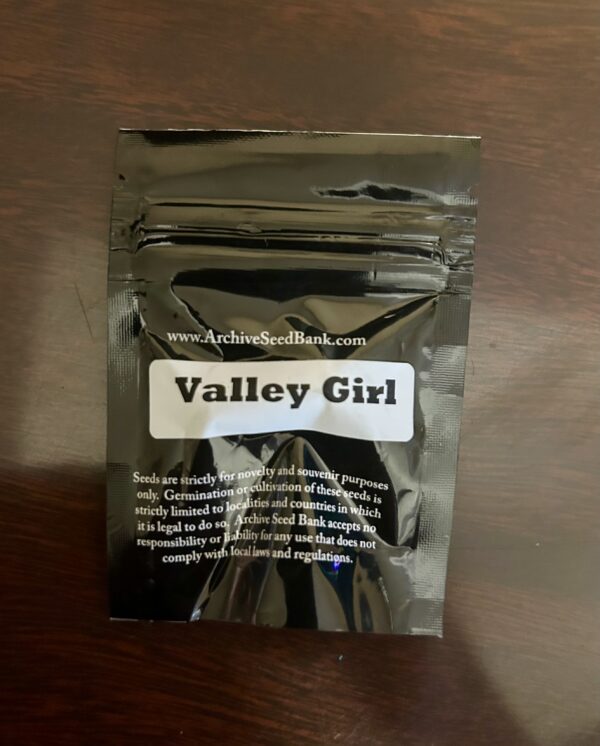 www.ArchiveSeedBank.com
Valley Girl
Seeds are strictly for novelty and souvenir purposes
only. Germination or cultivation of these seeds is
strictly limited to localities and countries in which
it is legal to do so. Archive Seed Bank accepts no
responsibility or liability for any use that does not
comply with local laws and regulations.